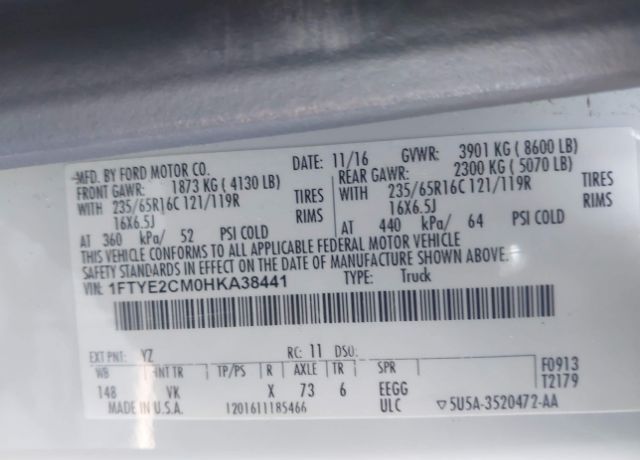 MFD. BY FORD MOTOR CO. DATE: 11/16 GVWR: 3901 KG ( 8600 LB)
FRONT GAWR: 1873 KG ( 4130 LB) REAR GAWR: 2300 KG ( 5070 LB)
WITH 235/65R16C 121/119R TIRES WITH 235/65R16C 121/119R TIRES
16X6.5J RIMS 16X6.5J RIMS
AT 360 kPa/ 52 PSI COLD AT 440 kPa/ 64 PSI COLD
THIS VEHICLE CONFORMS TO ALL APPLICABLE FEDERAL MOTOR VEHICLE
SAFETY STANDARDS IN EFFECT ON THE DATE OF MANUFACTURE SHOWN ABOVE.
VIN: 1FTYE2CM0HKA38441 TYPE: Truck
EXT PNT: YZ RC: 11 DSO:
WB INT TR TP/PS R AXLE TR SPR F0913
148 VK X 73 6 EEGG T2179
MADE IN U.S.A. 1201611185466 ULC ▽5U5A-3520472-AA